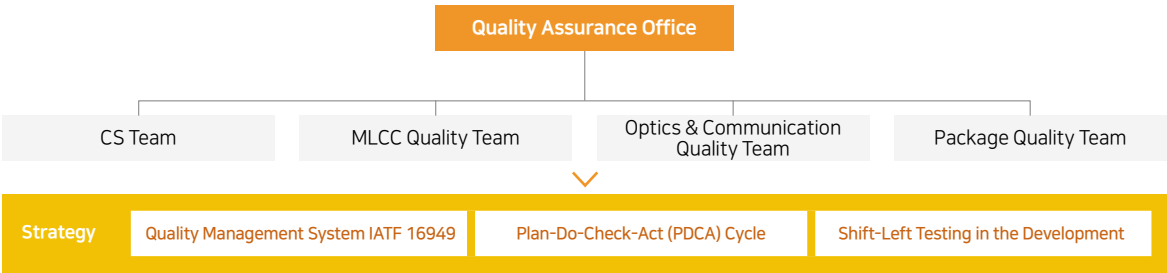 Quality Assurance Office
CS Team
MLCC Quality Team
Optics & Communication
Quality Team
Package Quality Team
Strategy
Quality Management System IATF 16949
Plan-Do-Check-Act (PDCA) Cycle
Shift-Left Testing in the Development